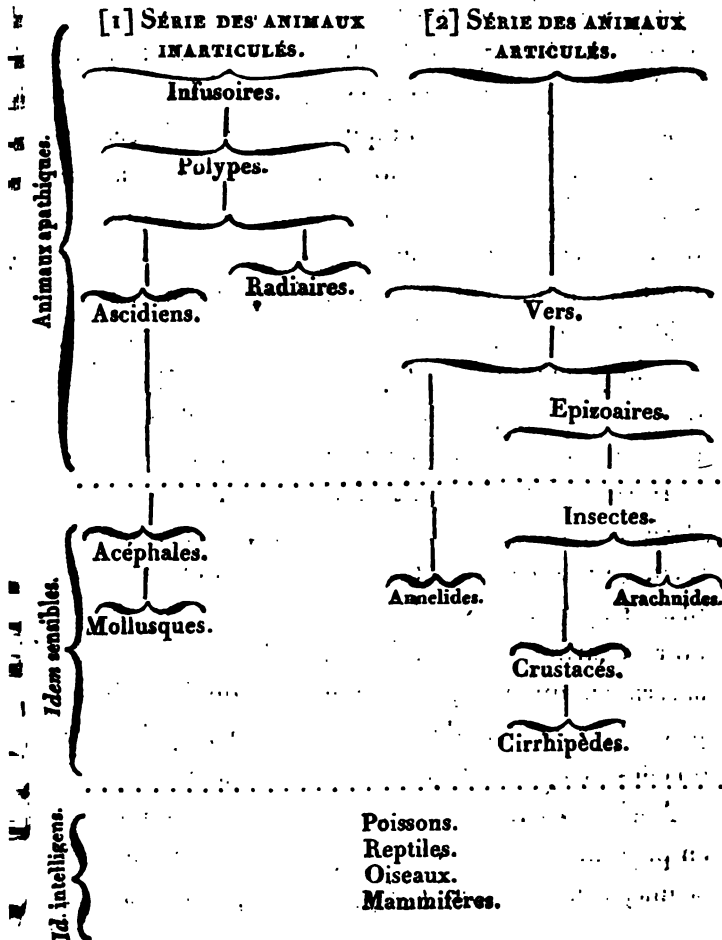 [1] SÉRIE DES ANIMAUX
INARTICULÉS.
[2] SÉRIE DES ANIMAUX
ARTICULÉS.
Animaux apathiques.
Infusoires.
Polypes.
Radiaires.
Ascidiens.
Vers.
Epizoaires.
Idem sensibles.
Insectes.
Acéphales.
Annelides.
Arachnides.
Mollusques.
Crustacés.
Cirrhipèdes.
Id. intelligens.
Poissons.
Reptiles.
Oiseaux.
Mammifères.